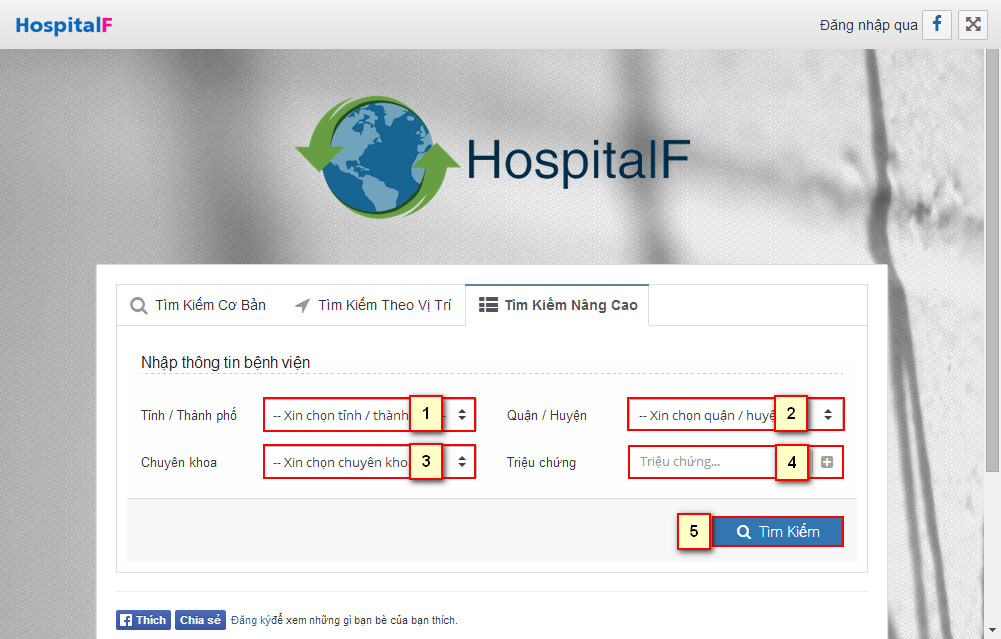 HospitalF
Đăng nhập qua
HospitalF
Tìm Kiếm Cơ Bản
Tìm Kiếm Theo Vị Trí
Tìm Kiếm Nâng Cao
Nhập thông tin bệnh viện
Tỉnh / Thành phố
-- Xin chọn tỉnh / thành
1
Quận / Huyện
-- Xin chọn quận / huyệ
2
Chuyên khoa
-- Xin chọn chuyên kho
3
Triệu chứng
Triệu chứng...
4
5
Tìm Kiếm
Thích
Chia sẻ
Đăng kýđể xem những gì bạn bè của bạn thích.